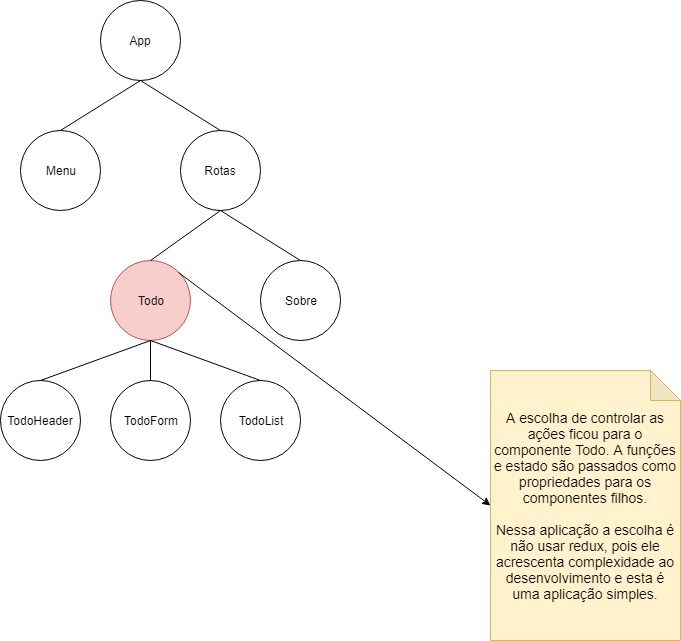 App
Menu
Rotas
Todo
Sobre
TodoHeader
TodoForm
TodoList
A escolha de controlar as
ações ficou para o
componente Todo. A funções
e estado são passados como
propriedades para os
componentes filhos.
Nessa aplicação a escolha é
não usar redux, pois ele
acrescenta complexidade ao
desenvolvimento e esta é
uma aplicação simples.